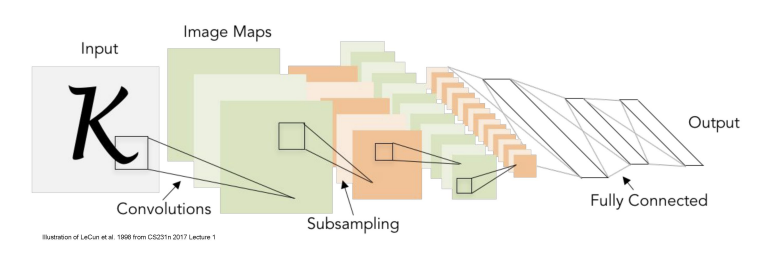 Image Maps
Input
K
Output
Fully Connected
Convolutions
Subsampling
Illustration of LeCun et al. 1998 from CS231n 2017 Lecture 1